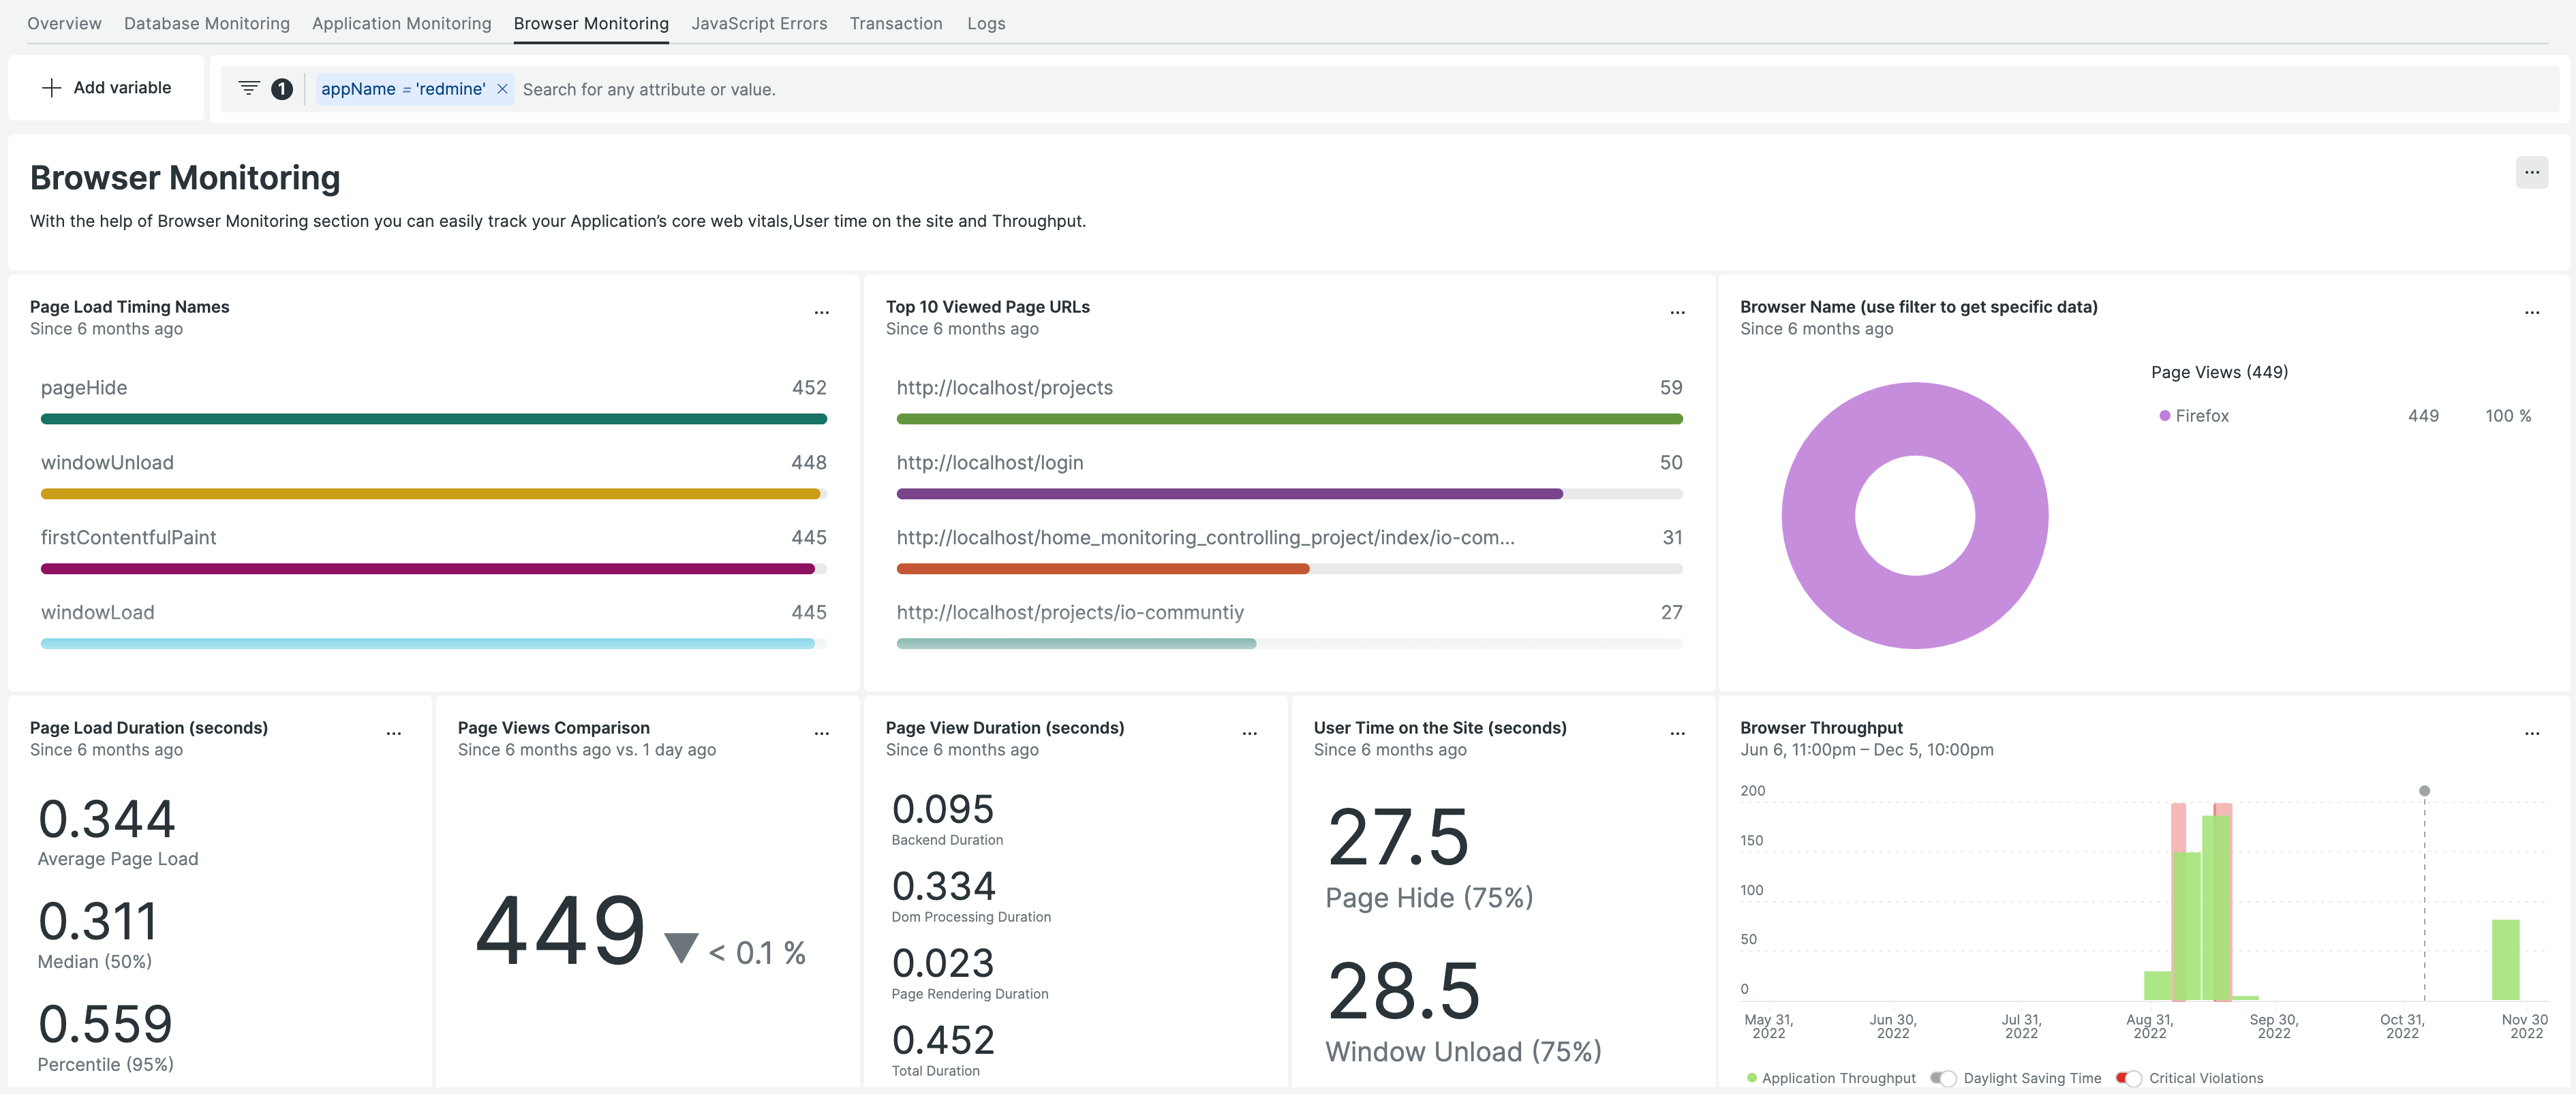 Overview Database Monitoring Application Monitoring Browser Monitoring JavaScript Errors Transaction Logs
Add variable
1 appName = 'redmine' Search for any attribute or value.
Browser Monitoring
With the help of Browser Monitoring section you can easily track your Application's core web vitals,User time on the site and Throughput.
Page Load Timing Names
Since 6 months ago
pageHide 452
windowUnload 448
firstContentfulPaint 445
windowLoad 445
Top 10 Viewed Page URLs
Since 6 months ago
http://localhost/projects 59
http://localhost/login 50
http://localhost/home_monitoring_controlling_project/index/io-com... 31
http://localhost/projects/io-communtiy 27
Browser Name (use filter to get specific data)
Since 6 months ago
Page Views (449)
Firefox 449 100 %
Page Load Duration (seconds)
Since 6 months ago
0.344
Average Page Load
0.311
Median (50%)
0.559
Percentile (95%)
Page Views Comparison
Since 6 months ago vs. 1 day ago
449 < 0.1 %
Page View Duration (seconds)
Since 6 months ago
0.095
Backend Duration
0.334
Dom Processing Duration
0.023
Page Rendering Duration
0.452
Total Duration
User Time on the Site (seconds)
Since 6 months ago
27.5
Page Hide (75%)
28.5
Window Unload (75%)
Browser Throughput
Jun 6, 11:00pm – Dec 5, 10:00pm
200
150
100
50
0
May 31, Jun 30, Jul 31, Aug 31, Sep 30, Oct 31, Nov 30
2022 2022 2022 2022 2022 2022 2022
Application Throughput Daylight Saving Time Critical Violations